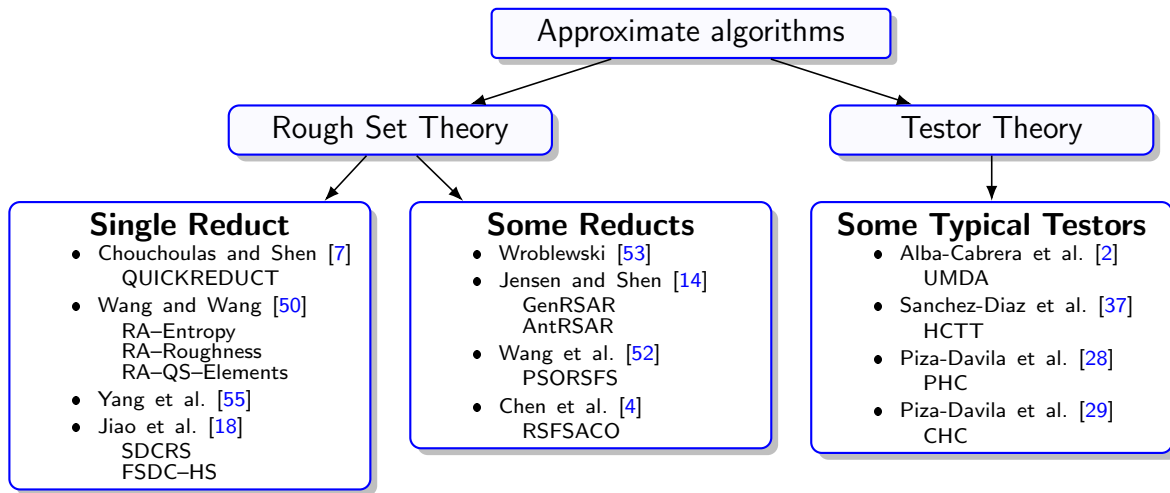 Approximate algorithms
Rough Set Theory
Testor Theory
Single Reduct
• Chouchoulas and Shen [7]
QUICKREDUCT
• Wang and Wang [50]
RA–Entropy
RA–Roughness
RA–QS–Elements
• Yang et al. [55]
• Jiao et al. [18]
SDCRS
FSDC–HS
Some Reducts
• Wroblewski [53]
• Jensen and Shen [14]
GenRSAR
AntRSAR
• Wang et al. [52]
PSORSFS
• Chen et al. [4]
RSFSACO
Some Typical Testors
• Alba-Cabrera et al. [2]
UMDA
• Sanchez-Diaz et al. [37]
HCTT
• Piza-Davila et al. [28]
PHC
• Piza-Davila et al. [29]
CHC